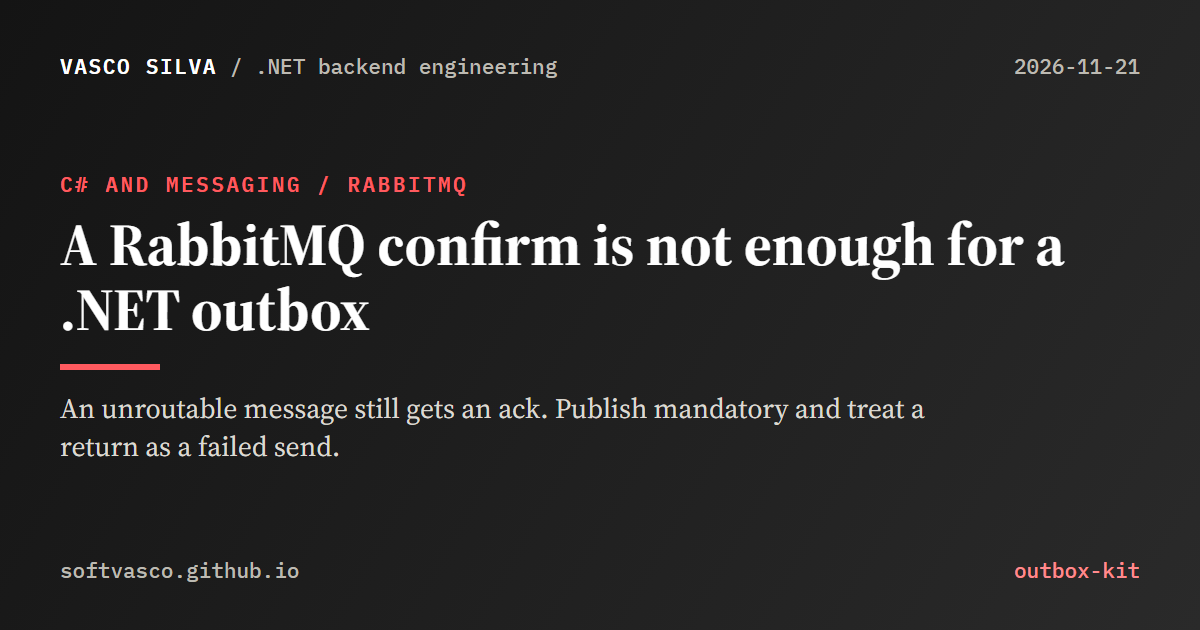 VASCO SILVA / .NET backend engineering
2026-11-21
C# AND MESSAGING / RABBITMQ
A RabbitMQ confirm is not enough for a
.NET outbox
An unroutable message still gets an ack. Publish mandatory and treat a
return as a failed send.
softvasco.github.io
outbox-kit